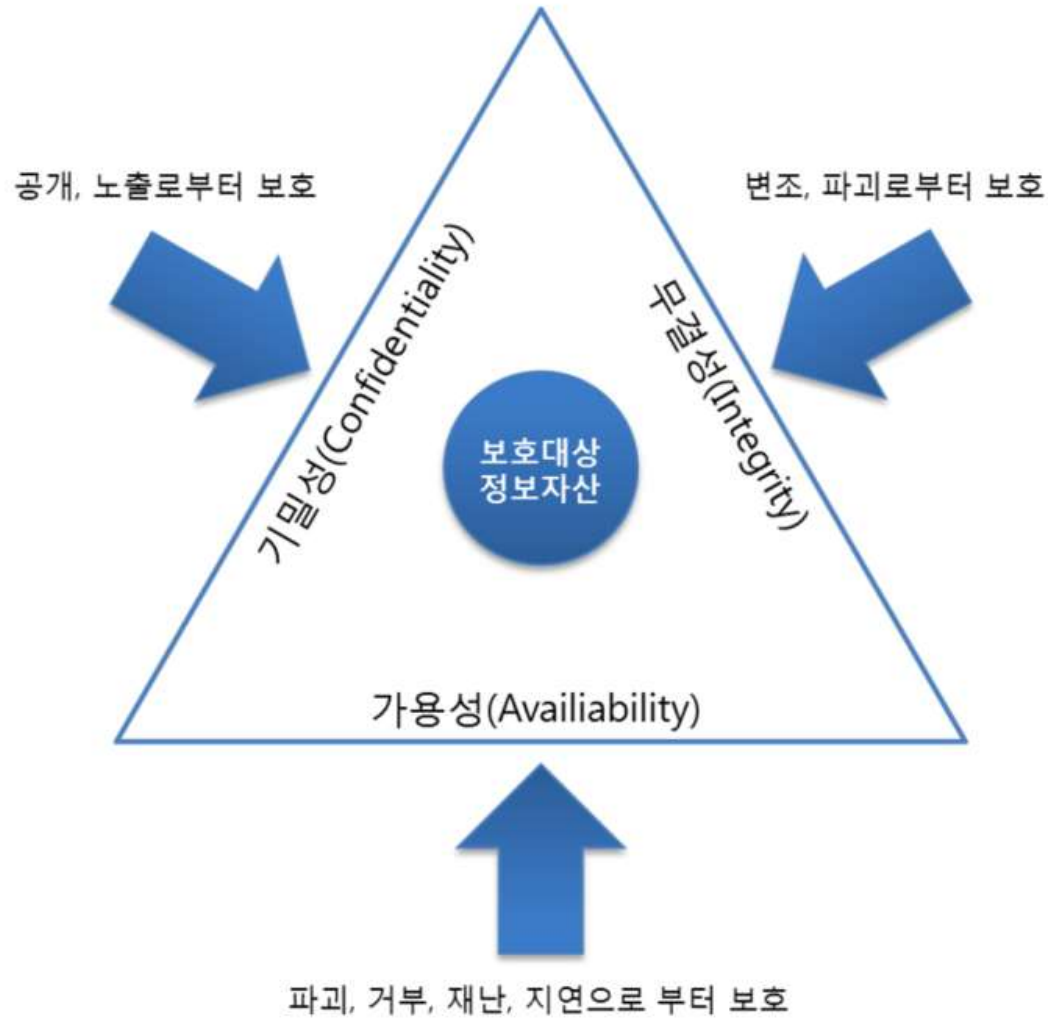 공개, 노출로부터 보호
변조, 파괴로부터 보호
기밀성(Confidentiality)
무결성(Integrity)
보호대상
정보자산
가용성(Availiability)
파괴, 거부, 재난, 지연으로 부터 보호